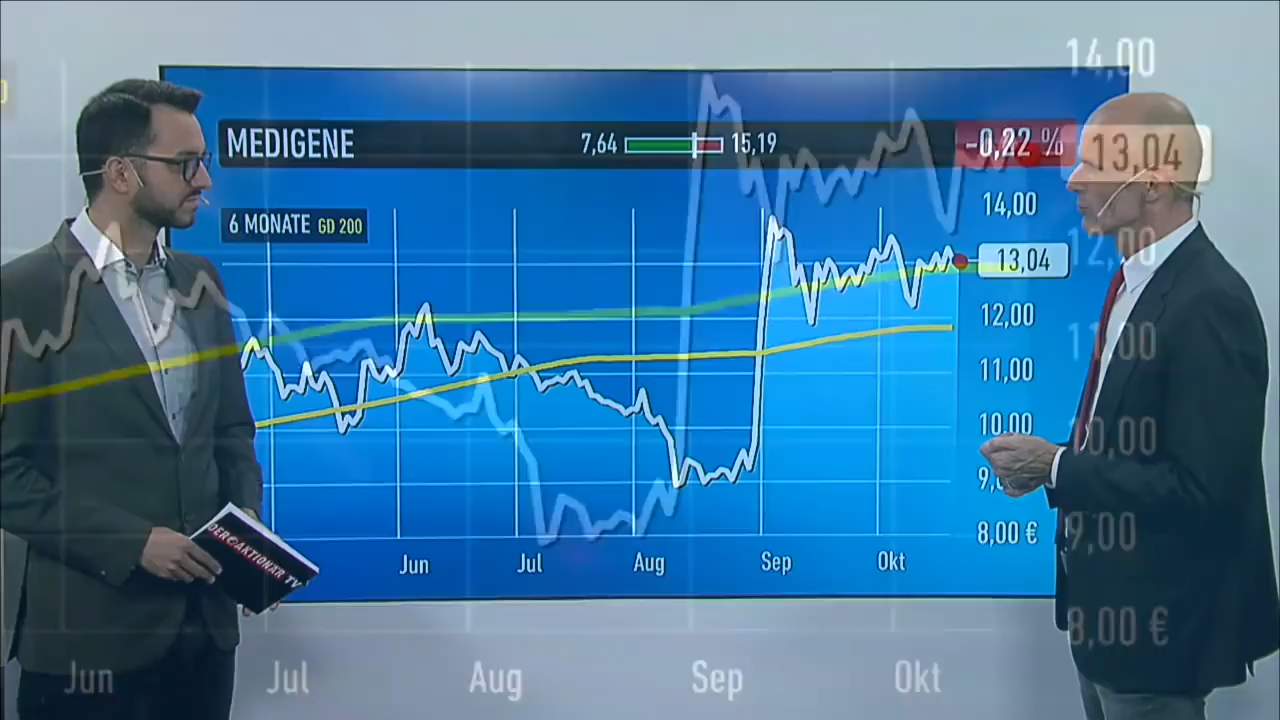 14,00
MEDIGENE 7,64 15,19 -0,22 %
13,04
14,00
6 MONATE GD 200
12,00
13,04
12,00
11,00
11,00
10,00
10,00
9,
9,00
8,00 €
DER AKTIONÄR TV
Jun Jul Aug Sep Okt
8,00 €
Jun Jul Aug Sep Okt